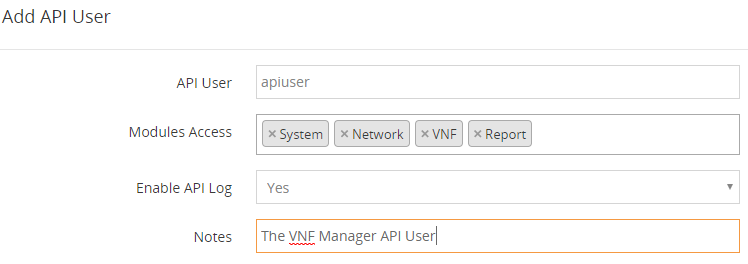 Add API User
API User apiuser
Modules Access × System × Network × VNF × Report
Enable API Log Yes
Notes The VNF Manager API User